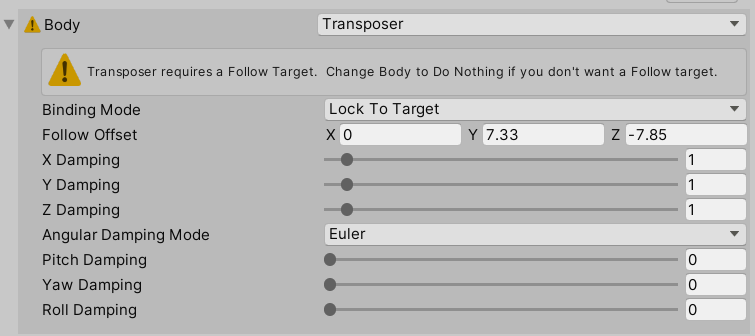 Body Transposer
Transposer requires a Follow Target. Change Body to Do Nothing if you don't want a Follow target.
Binding Mode Lock To Target
Follow Offset X 0 Y 7.33 Z -7.85
X Damping 1
Y Damping 1
Z Damping 1
Angular Damping Mode Euler
Pitch Damping 0
Yaw Damping 0
Roll Damping 0